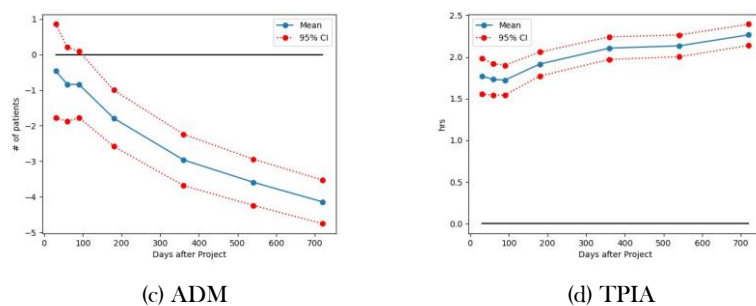 1
0
−1
−2
−3
−4
−5
# of patients
Mean
95% CI
0 100 200 300 400 500 600 700
Days after Project
(c) ADM
2.5
2.0
1.5
1.0
0.5
0.0
hrs
Mean
95% CI
0 100 200 300 400 500 600 700
Days after Project
(d) TPIA